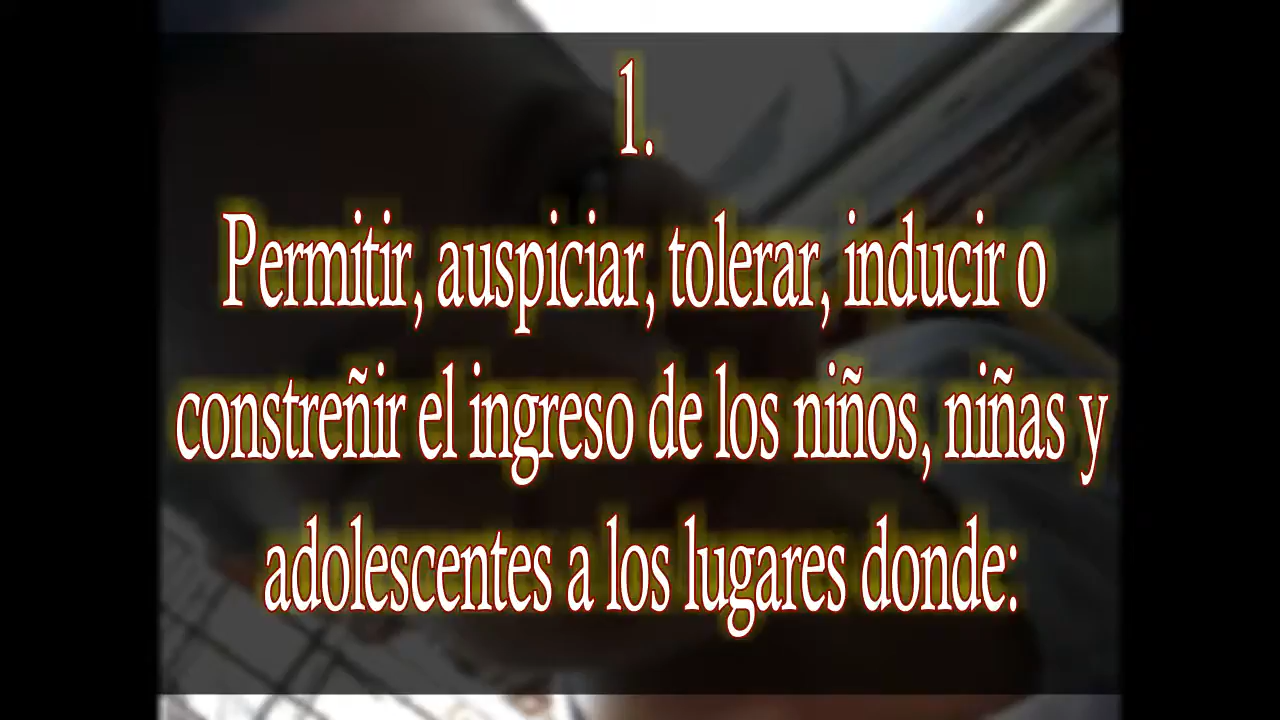 1.
Permitir, auspiciar, tolerar, inducir o
constreñir el ingreso de los niños, niñas y
adolescentes a los lugares donde: